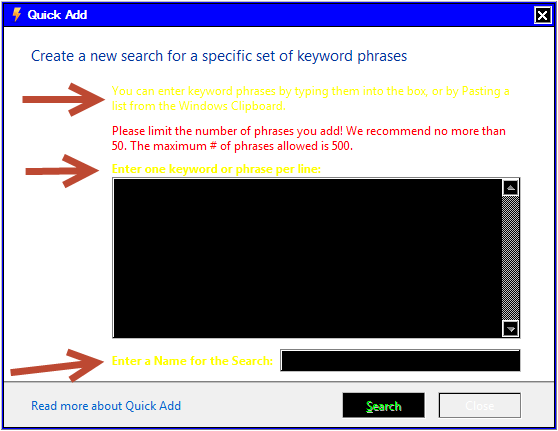 Quick Add
Create a new search for a specific set of keyword phrases
You can enter keyword phrases by typing them into the box, or by Pasting a
list from the Windows Clipboard.
Please limit the number of phrases you add! We recommend no more than
50. The maximum # of phrases allowed is 500.
Enter one keyword or phrase per line:
Enter a Name for the Search:
Read more about Quick Add
Search
Close